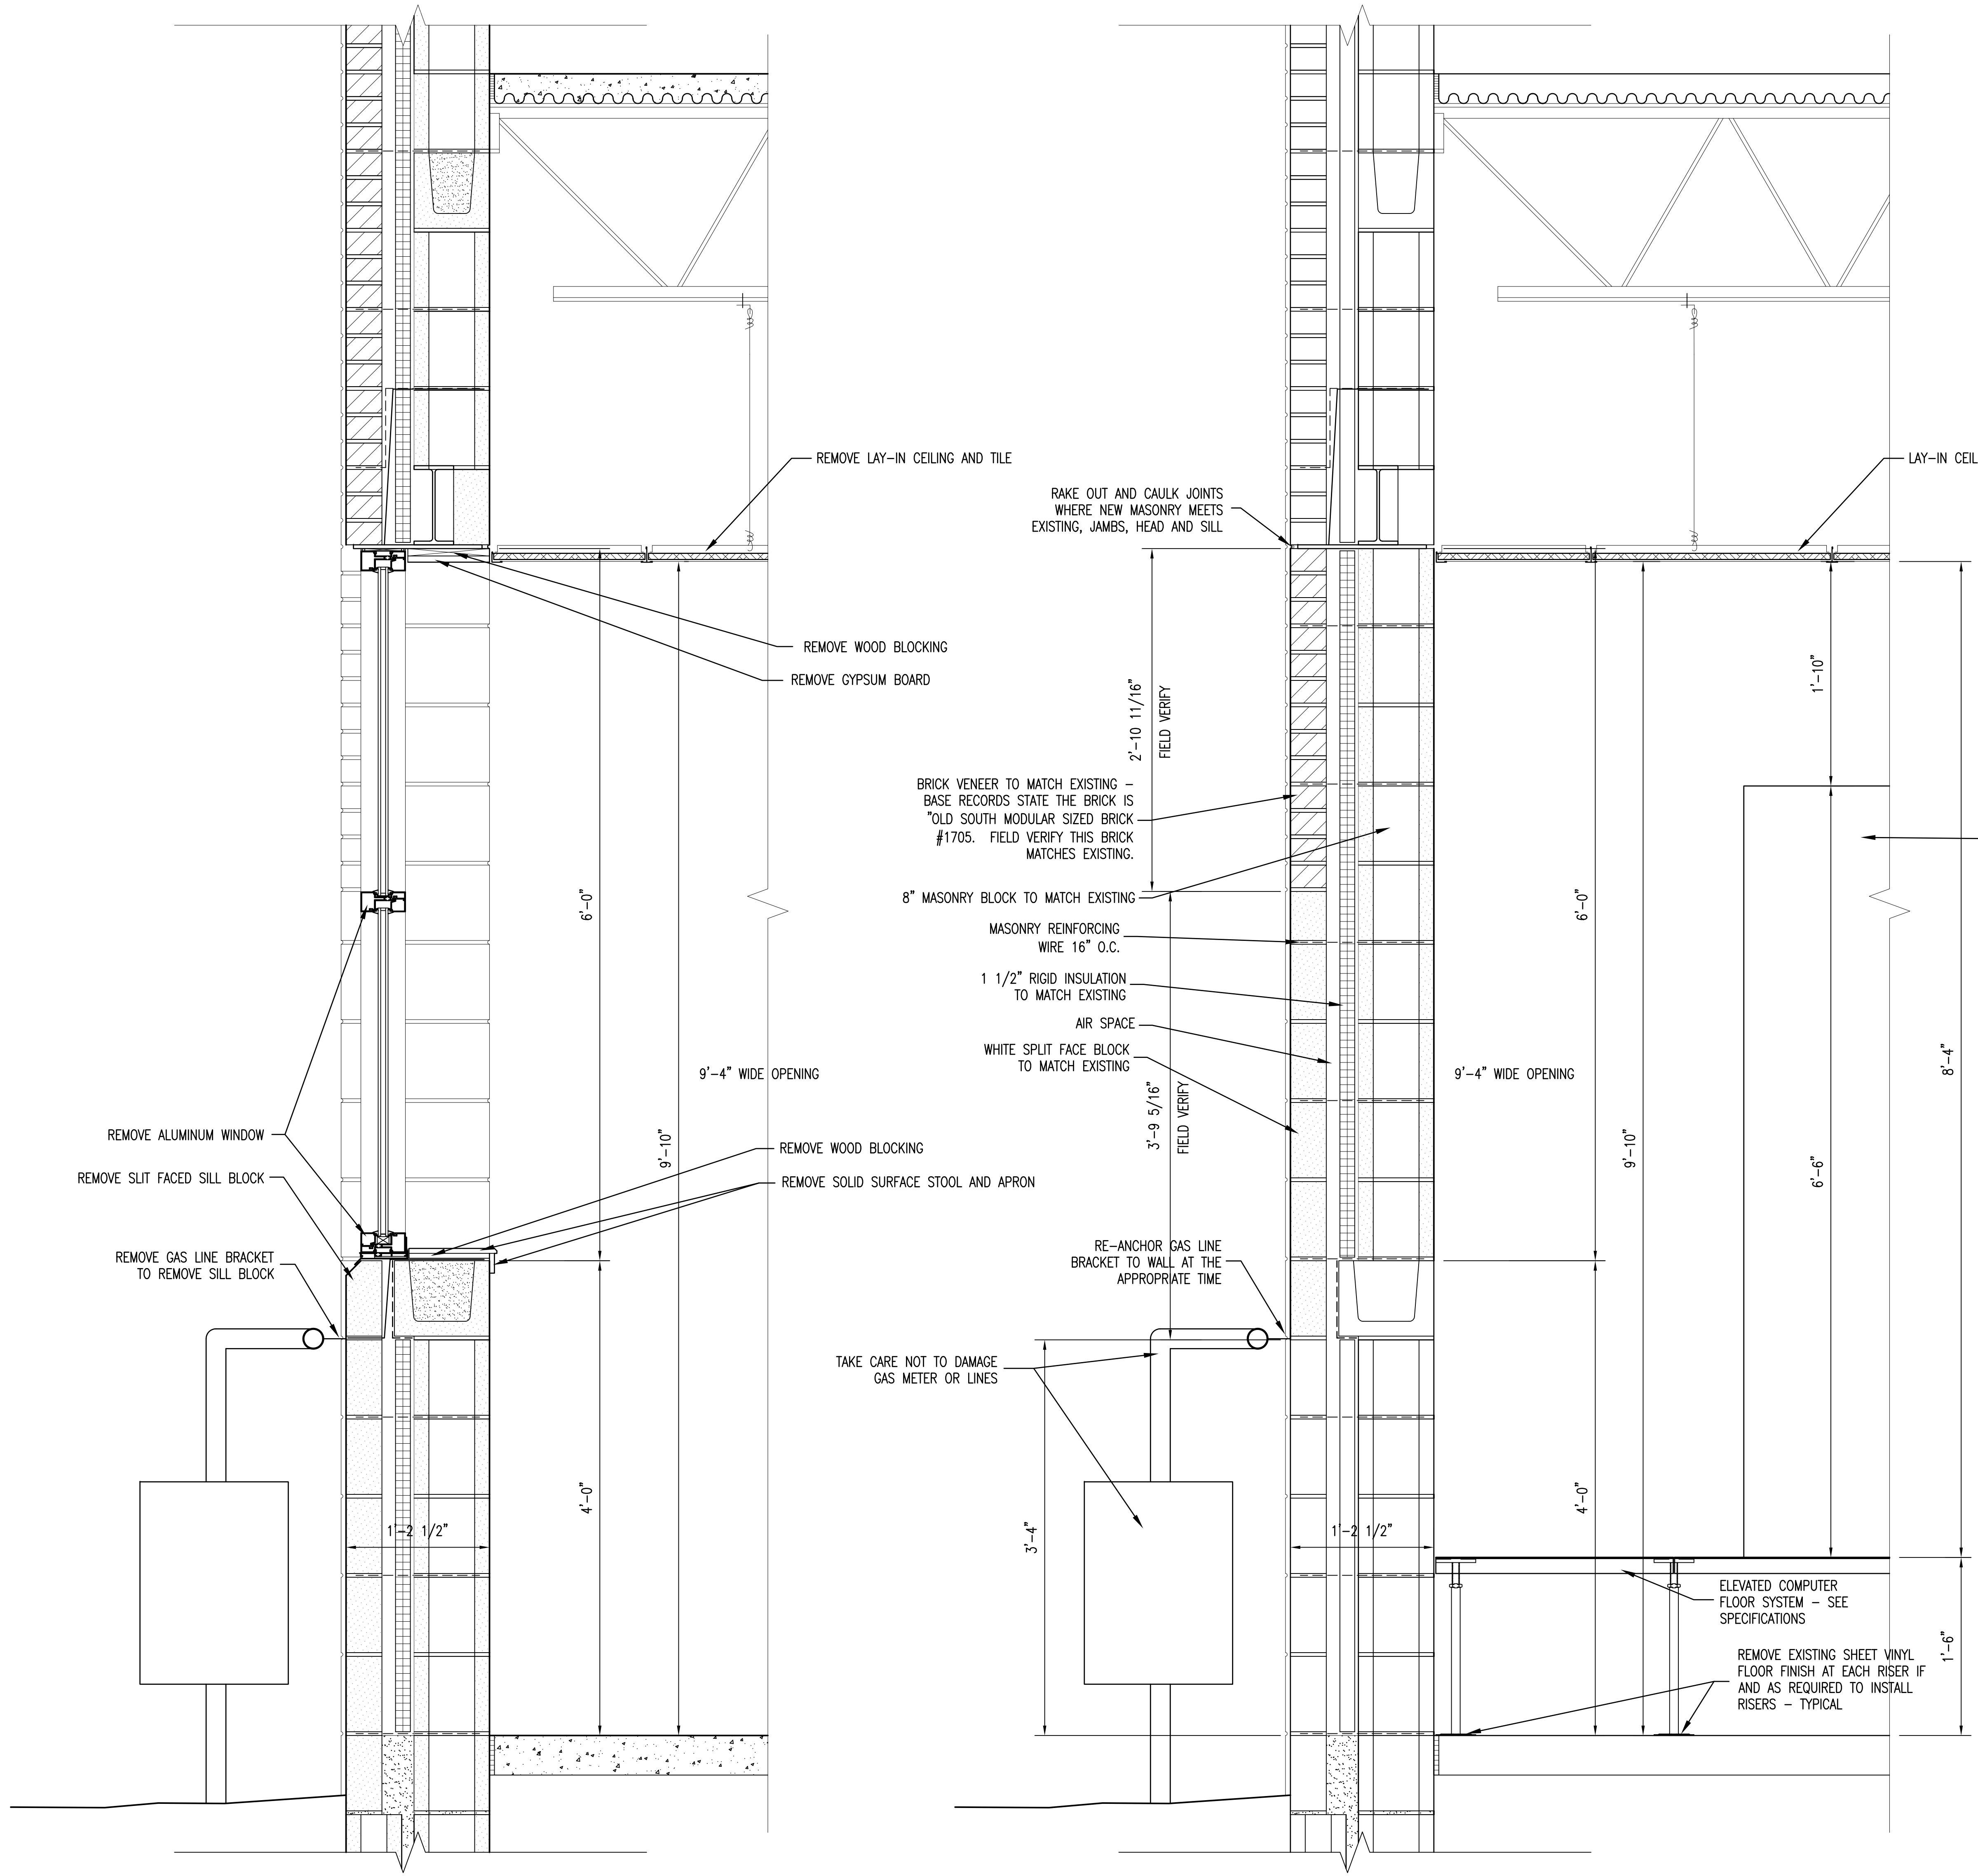 REMOVE LAY-IN CEILING AND TILE
REMOVE WOOD BLOCKING
REMOVE GYPSUM BOARD
6'-0"
9'-4" WIDE OPENING
9'-10"
REMOVE ALUMINUM WINDOW
REMOVE SLIT FACED SILL BLOCK
REMOVE GAS LINE BRACKET
TO REMOVE SILL BLOCK
REMOVE WOOD BLOCKING
REMOVE SOLID SURFACE STOOL AND APRON
4'-0"
1'-2 1/2"
LAY-IN CEIL
RAKE OUT AND CAULK JOINTS
WHERE NEW MASONRY MEETS
EXISTING, JAMBS, HEAD AND SILL
2'-10 11/16"
FIELD VERIFY
1'-10"
BRICK VENEER TO MATCH EXISTING -
BASE RECORDS STATE THE BRICK IS
"OLD SOUTH MODULAR SIZED BRICK
#1705. FIELD VERIFY THIS BRICK
MATCHES EXISTING.
8" MASONRY BLOCK TO MATCH EXISTING
MASONRY REINFORCING
WIRE 16" O.C.
1 1/2" RIGID INSULATION
TO MATCH EXISTING
AIR SPACE
WHITE SPLIT FACE BLOCK
TO MATCH EXISTING
6'-0"
9'-4" WIDE OPENING
8'-4"
3'-9 5/16"
FIELD VERIFY
9'-10"
6'-6"
RE-ANCHOR GAS LINE
BRACKET TO WALL AT THE
APPROPRIATE TIME
TAKE CARE NOT TO DAMAGE
GAS METER OR LINES
3'-4"
1'-2 1/2"
4'-0"
ELEVATED COMPUTER
FLOOR SYSTEM - SEE
SPECIFICATIONS
1'-6"
REMOVE EXISTING SHEET VINYL
FLOOR FINISH AT EACH RISER IF
AND AS REQUIRED TO INSTALL
RISERS - TYPICAL